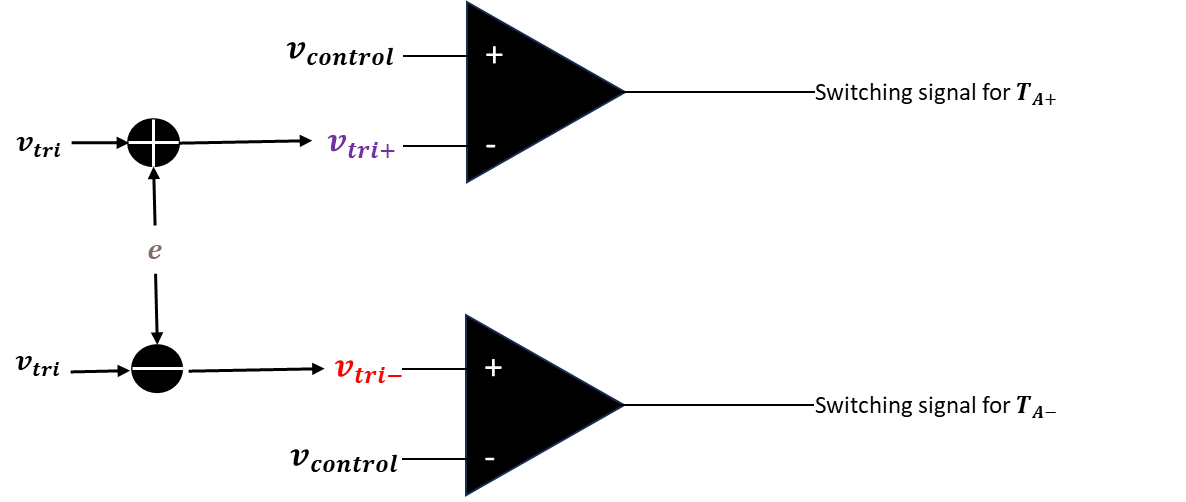 v_control
+
Switching signal for T_A+
v_tri
v_tri+
-
e
v_tri
v_tri−
+
Switching signal for T_A−
v_control
-